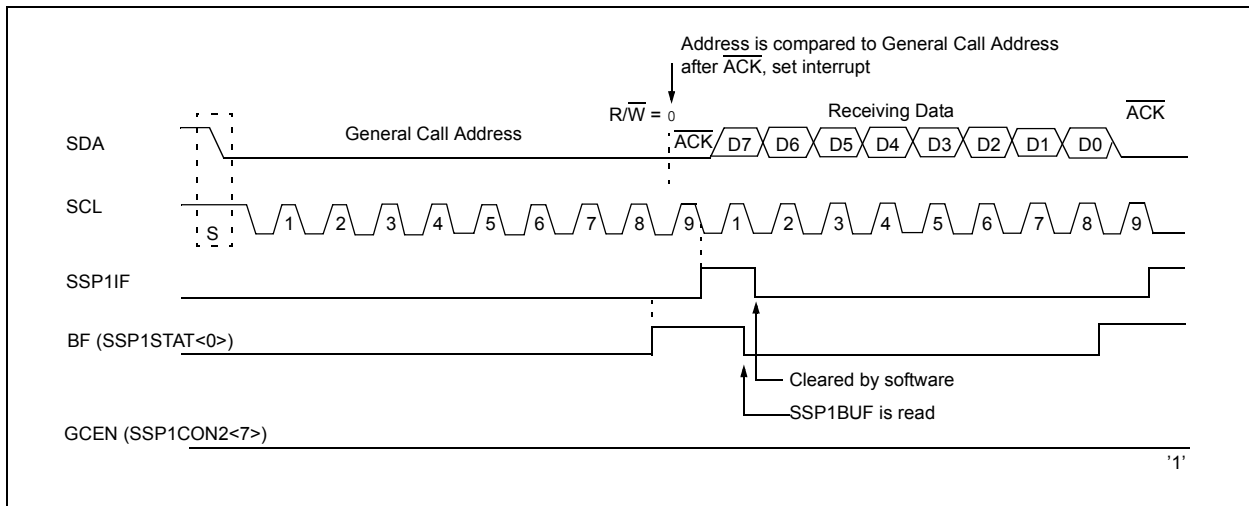 Address is compared to General Call Address
after ACK, set interrupt
R/W = 0
General Call Address
Receiving Data
ACK
SDA
ACK
D7 D6 D5 D4 D3 D2 D1 D0
SCL
S
1 2 3 4 5 6 7 8 9 1 2 3 4 5 6 7 8 9
SSP1IF
BF (SSP1STAT<0>)
Cleared by software
SSP1BUF is read
GCEN (SSP1CON2<7>)
'1'